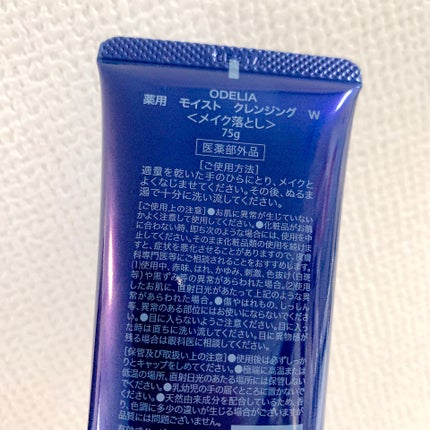 ODELIA
薬用 モイスト クレンジング W
＜メイク落とし＞
75g
医薬部外品
[ご使用方法]
適量を乾いた手のひらにとり、メイクと
よくなじませてください。その後、ぬるま
湯で十分に洗い流してください。
[ご使用上の注意]●お肌に異常が生じていない
かよく注意して使用してください。●化粧品がお肌
に合わない時、即ち次のような場合には、使用を中
止してください。そのまま化粧品類の使用を続けま
すと、症状を悪化させることがありますので、皮膚
科専門医等にご相談されることをおすすめします。
(1)使用中、赤味、はれ、かゆみ、刺激、色抜け(白斑
等)や黒ずみ等の異常があらわれた場合。(2)使用
したお肌に、直射日光があたって上記のような異
常があらわれた場合。●傷やはれもの、しっしん
等、異常のある部位にはお使いにならないでくださ
い。●目に入らないようご注意ください。目に入っ
た時は直ちに洗い流してください。目に異物感が
残る場合は眼科医に相談してください。
[保管及び取扱い上の注意]●使用後は必ずしっか
りとキャップをしめてください。●極端に高温または
低温の場所、直射日光のあたる場所には保管しない
でください。●乳幼児の手の届くところに置かないで
ください。●天然由来成分を配合しているため、香
り、色調に多少の違いが生じる場合がございますが
品質には問題ございません。